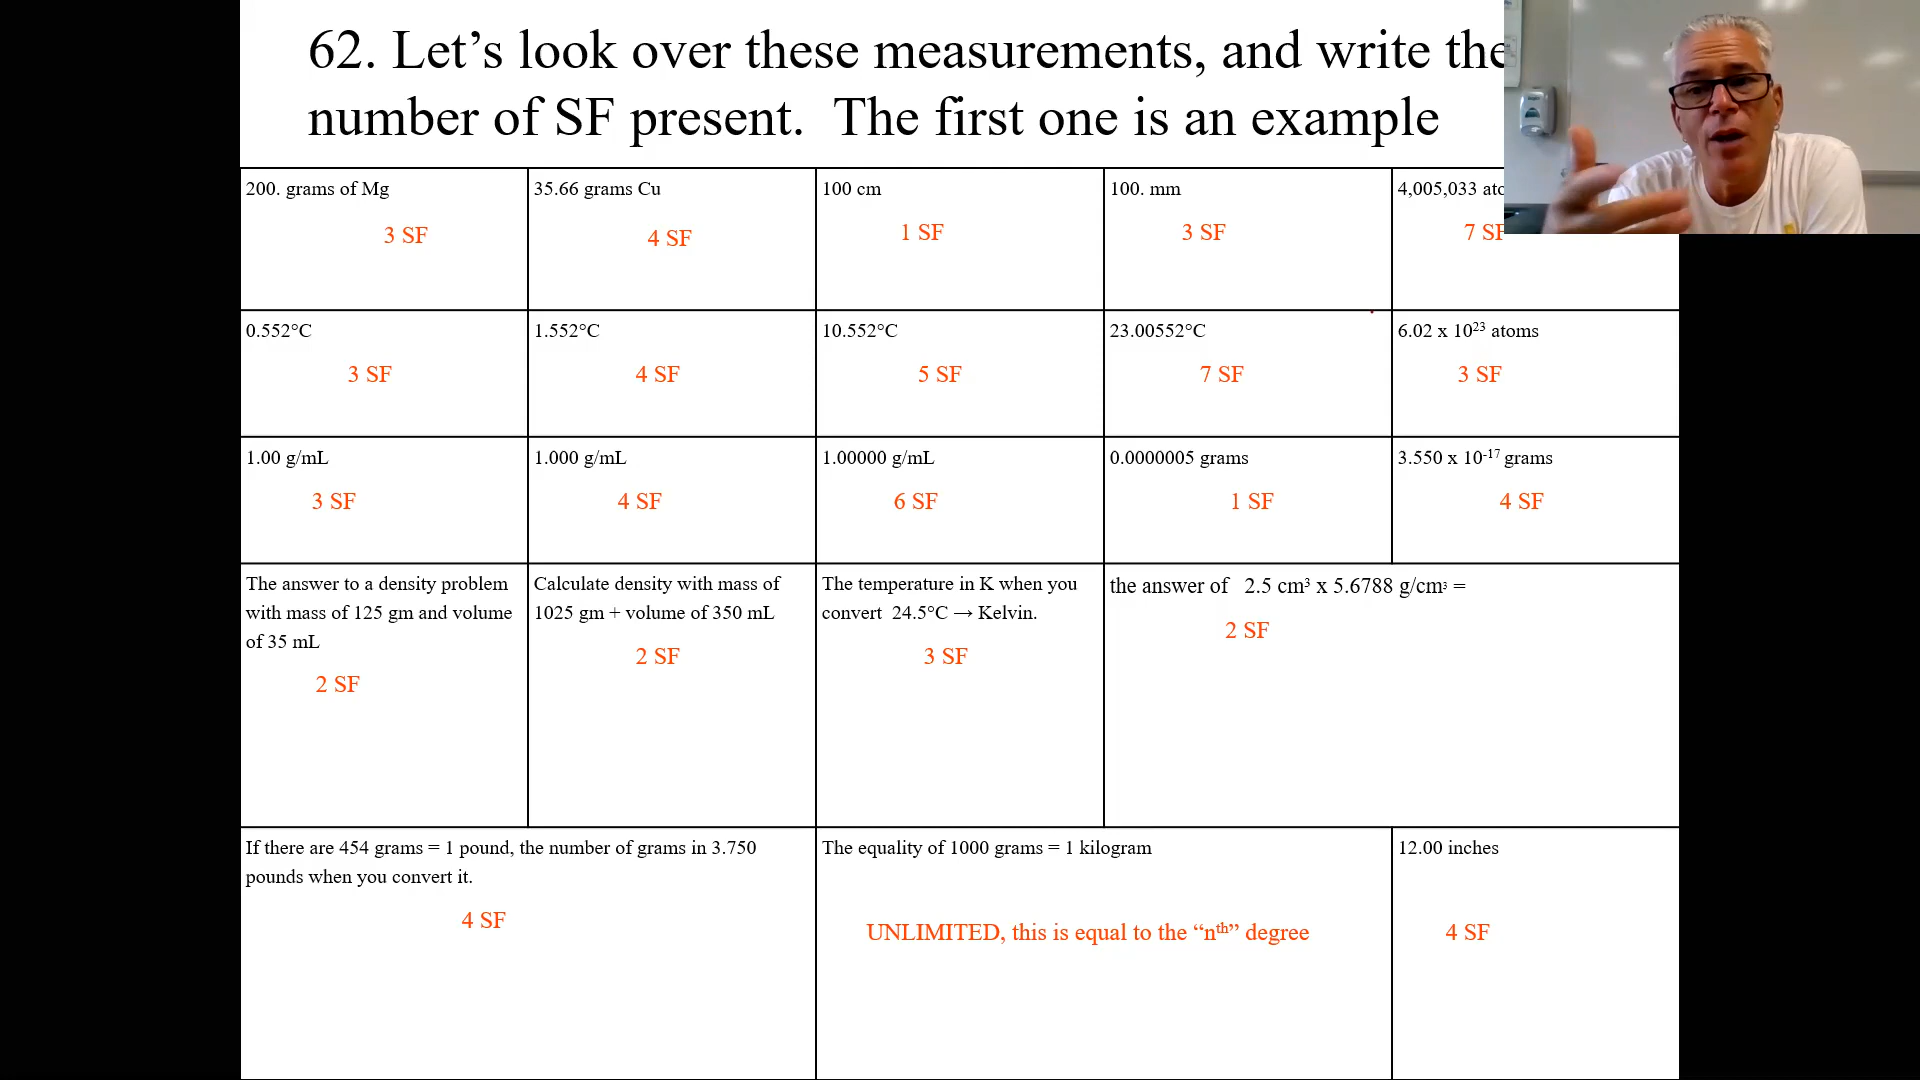 62. Let’s look over these measurements, and write the
number of SF present.  The first one is an example
200. grams of Mg
3 SF
35.66 grams Cu
4 SF
100 cm
1 SF
100. mm
3 SF
4,005,033
7 SF
0.552°C
3 SF
1.552°C
4 SF
10.552°C
5 SF
23.00552°C
7 SF
6.02 x 10²³ atoms
3 SF
1.00 g/mL
3 SF
1.000 g/mL
4 SF
1.00000 g/mL
6 SF
0.0000005 grams
1 SF
3.550 x 10⁻¹⁷ grams
4 SF
The answer to a density problem
with mass of 125 gm and volume
of 35 mL
2 SF
Calculate density with mass of
1025 gm + volume of 350 mL
2 SF
The temperature in K when you
convert  24.5°C → Kelvin.
3 SF
the answer of   2.5 cm³ x 5.6788 g/cm³ =
2 SF
If there are 454 grams = 1 pound, the number of grams in 3.750
pounds when you convert it.
4 SF
The equality of 1000 grams = 1 kilogram
UNLIMITED, this is equal to the “nᵗʰ” degree
12.00 inches
4 SF